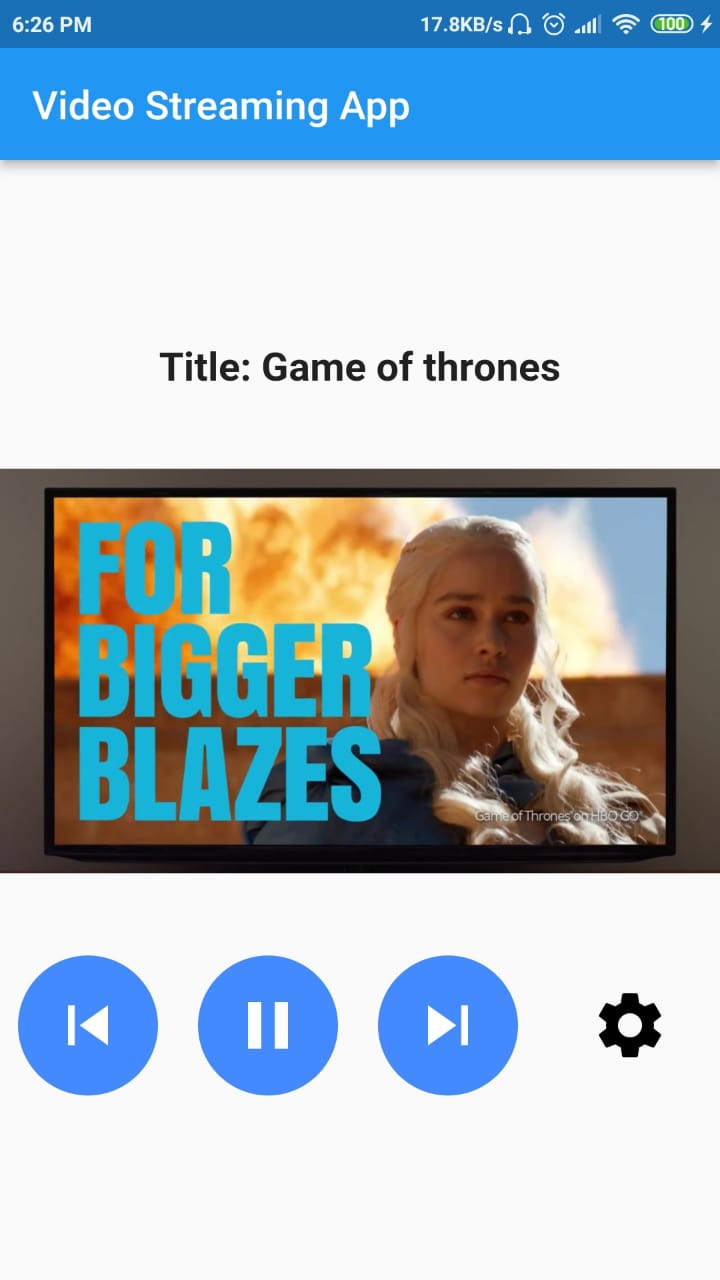 6:26 PM 17.8KB/s 100
Video Streaming App
Title: Game of thrones
FOR
BIGGER
BLAZES
Game of Thrones on HBO GO